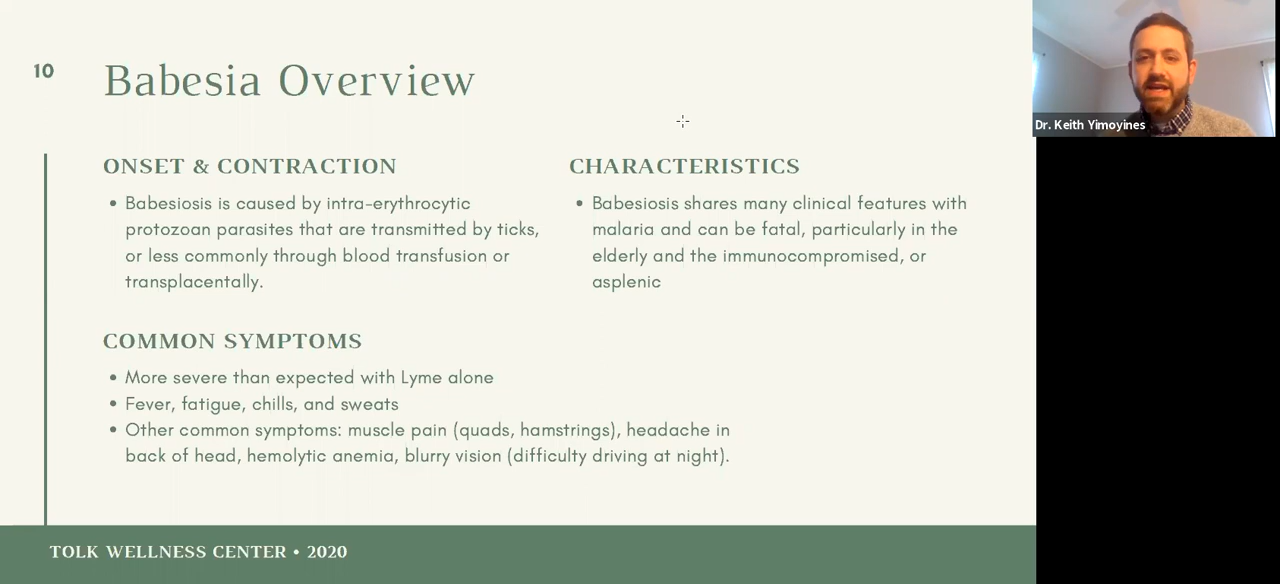 10
Babesia Overview
Dr. Keith Yimoyines
ONSET & CONTRACTION
• Babesiosis is caused by intra-erythrocytic
protozoan parasites that are transmitted by ticks,
or less commonly through blood transfusion or
transplacentally.
CHARACTERISTICS
• Babesiosis shares many clinical features with
malaria and can be fatal, particularly in the
elderly and the immunocompromised, or
asplenic
COMMON SYMPTOMS
• More severe than expected with Lyme alone
• Fever, fatigue, chills, and sweats
• Other common symptoms: muscle pain (quads, hamstrings), headache in
back of head, hemolytic anemia, blurry vision (difficulty driving at night).
TOLK WELLNESS CENTER • 2020